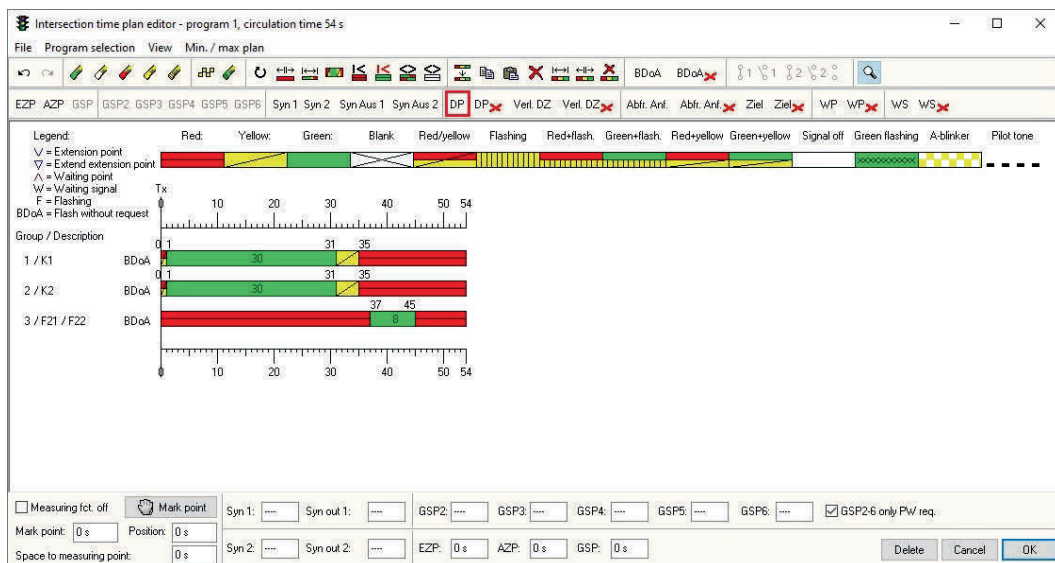 Intersection time plan editor - program 1, circulation time 54 s
File Program selection View Min. / max plan
BDoA BDoA 1 1 2 2
EZP AZP GSP GSP2 GSP3 GSP4 GSP5 GSP6 Syn 1 Syn 2 Syn Aus 1 Syn Aus 2 DP DP Verl. DZ Verl. DZ Abfr. Anf. Abfr. Anf. Ziel Ziel WP WP WS WS
Legend: Red: Yellow: Green: Blank Red/yellow Flashing Red+flash. Green+flash. Red+yellow Green+yellow Signal off Green flashing A-blinker Pilot tone
V = Extension point
▽ = Extend extension point
Λ = Waiting point
W = Waiting signal
F = Flashing
BDoA = Flash without request
Tx
0 10 20 30 40 50 54
Group / Description
0 1 31 35
1 / K1 BDoA 30
0 1 31 35
2 / K2 BDoA 30
37 45
3 / F21 / F22 BDoA 8
0 10 20 30 40 50 54
Measuring fct. off Mark point Syn 1: ---- Syn out 1: ---- GSP2: ---- GSP3: ---- GSP4: ---- GSP5: ---- GSP6: ---- GSP2-6 only PW req.
Mark point: 0 s Position: 0 s
Space to measuring point: 0 s Syn 2: ---- Syn out 2: ---- EZP: 0 s AZP: 0 s GSP: 0 s Delete Cancel OK